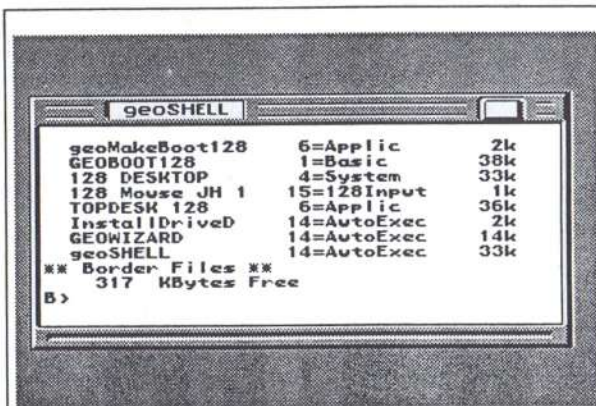 geoSHELL
geoMakeBoot128 6=Applic 2k
GEOBOOT128 1=Basic 38k
128 DESKTOP 4=System 33k
128 Mouse JH 1 15=128Input 1k
TOPDESK 128 6=Applic 36k
InstallDriveD 14=AutoExec 2k
GEOWIZARD 14=AutoExec 14k
geoSHELL 14=AutoExec 33k
** Border Files **
317 KBytes Free
B>